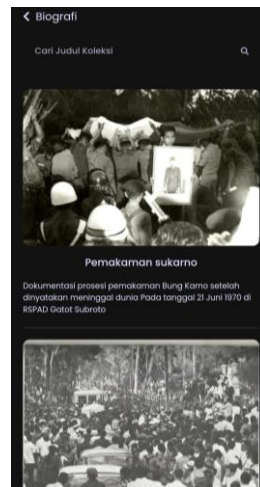 Biografi
Cari Judul Koleksi
Pemakaman sukarno
Dokumentasi prosesi pemakaman Bung Karno setelah
dinyatakan meninggal dunia Pada tanggal 21 Juni 1970 di
RSPAD Gatot Subroto